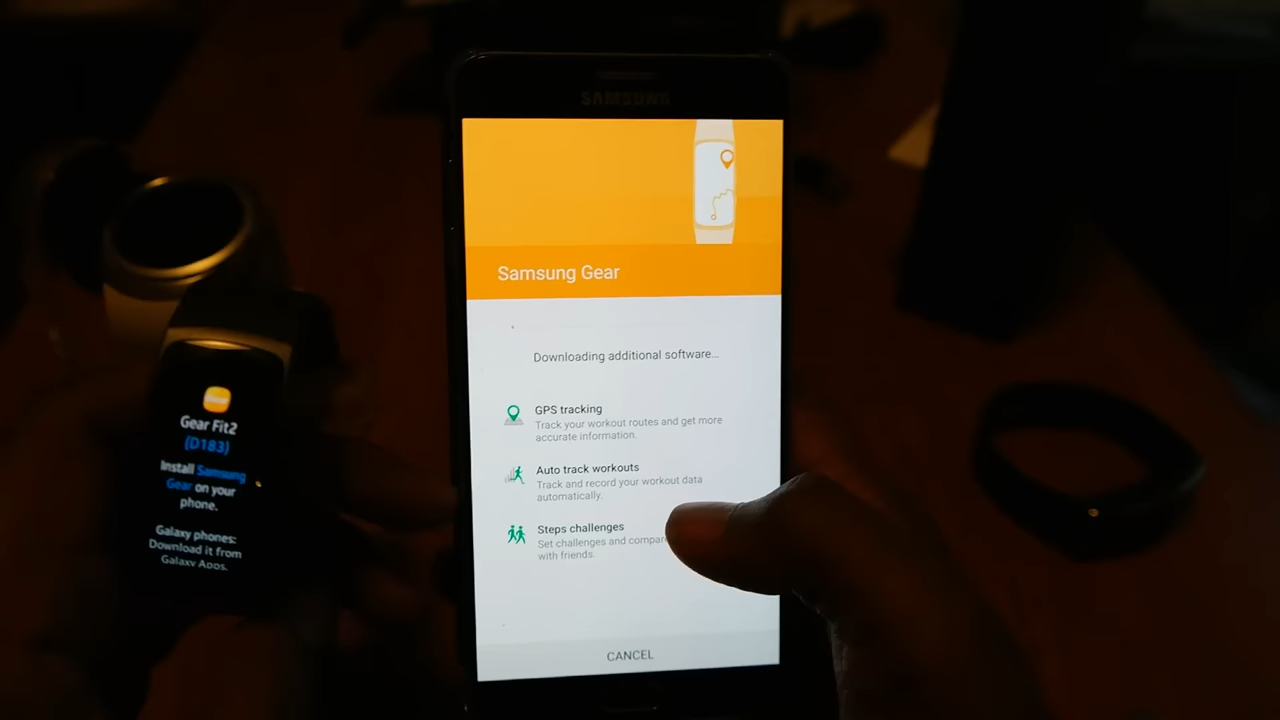 SAMSUNG
Samsung Gear
Downloading additional software...
GPS tracking
Track your workout routes and get more
accurate information.
Auto track workouts
Track and record your workout data
automatically.
Steps challenges
Set challenges and compare
with friends.
CANCEL
Gear Fit2
(D183)
Install Samsung
Gear on your
phone.
Galaxy phones:
Download it from
Galaxy Apps.